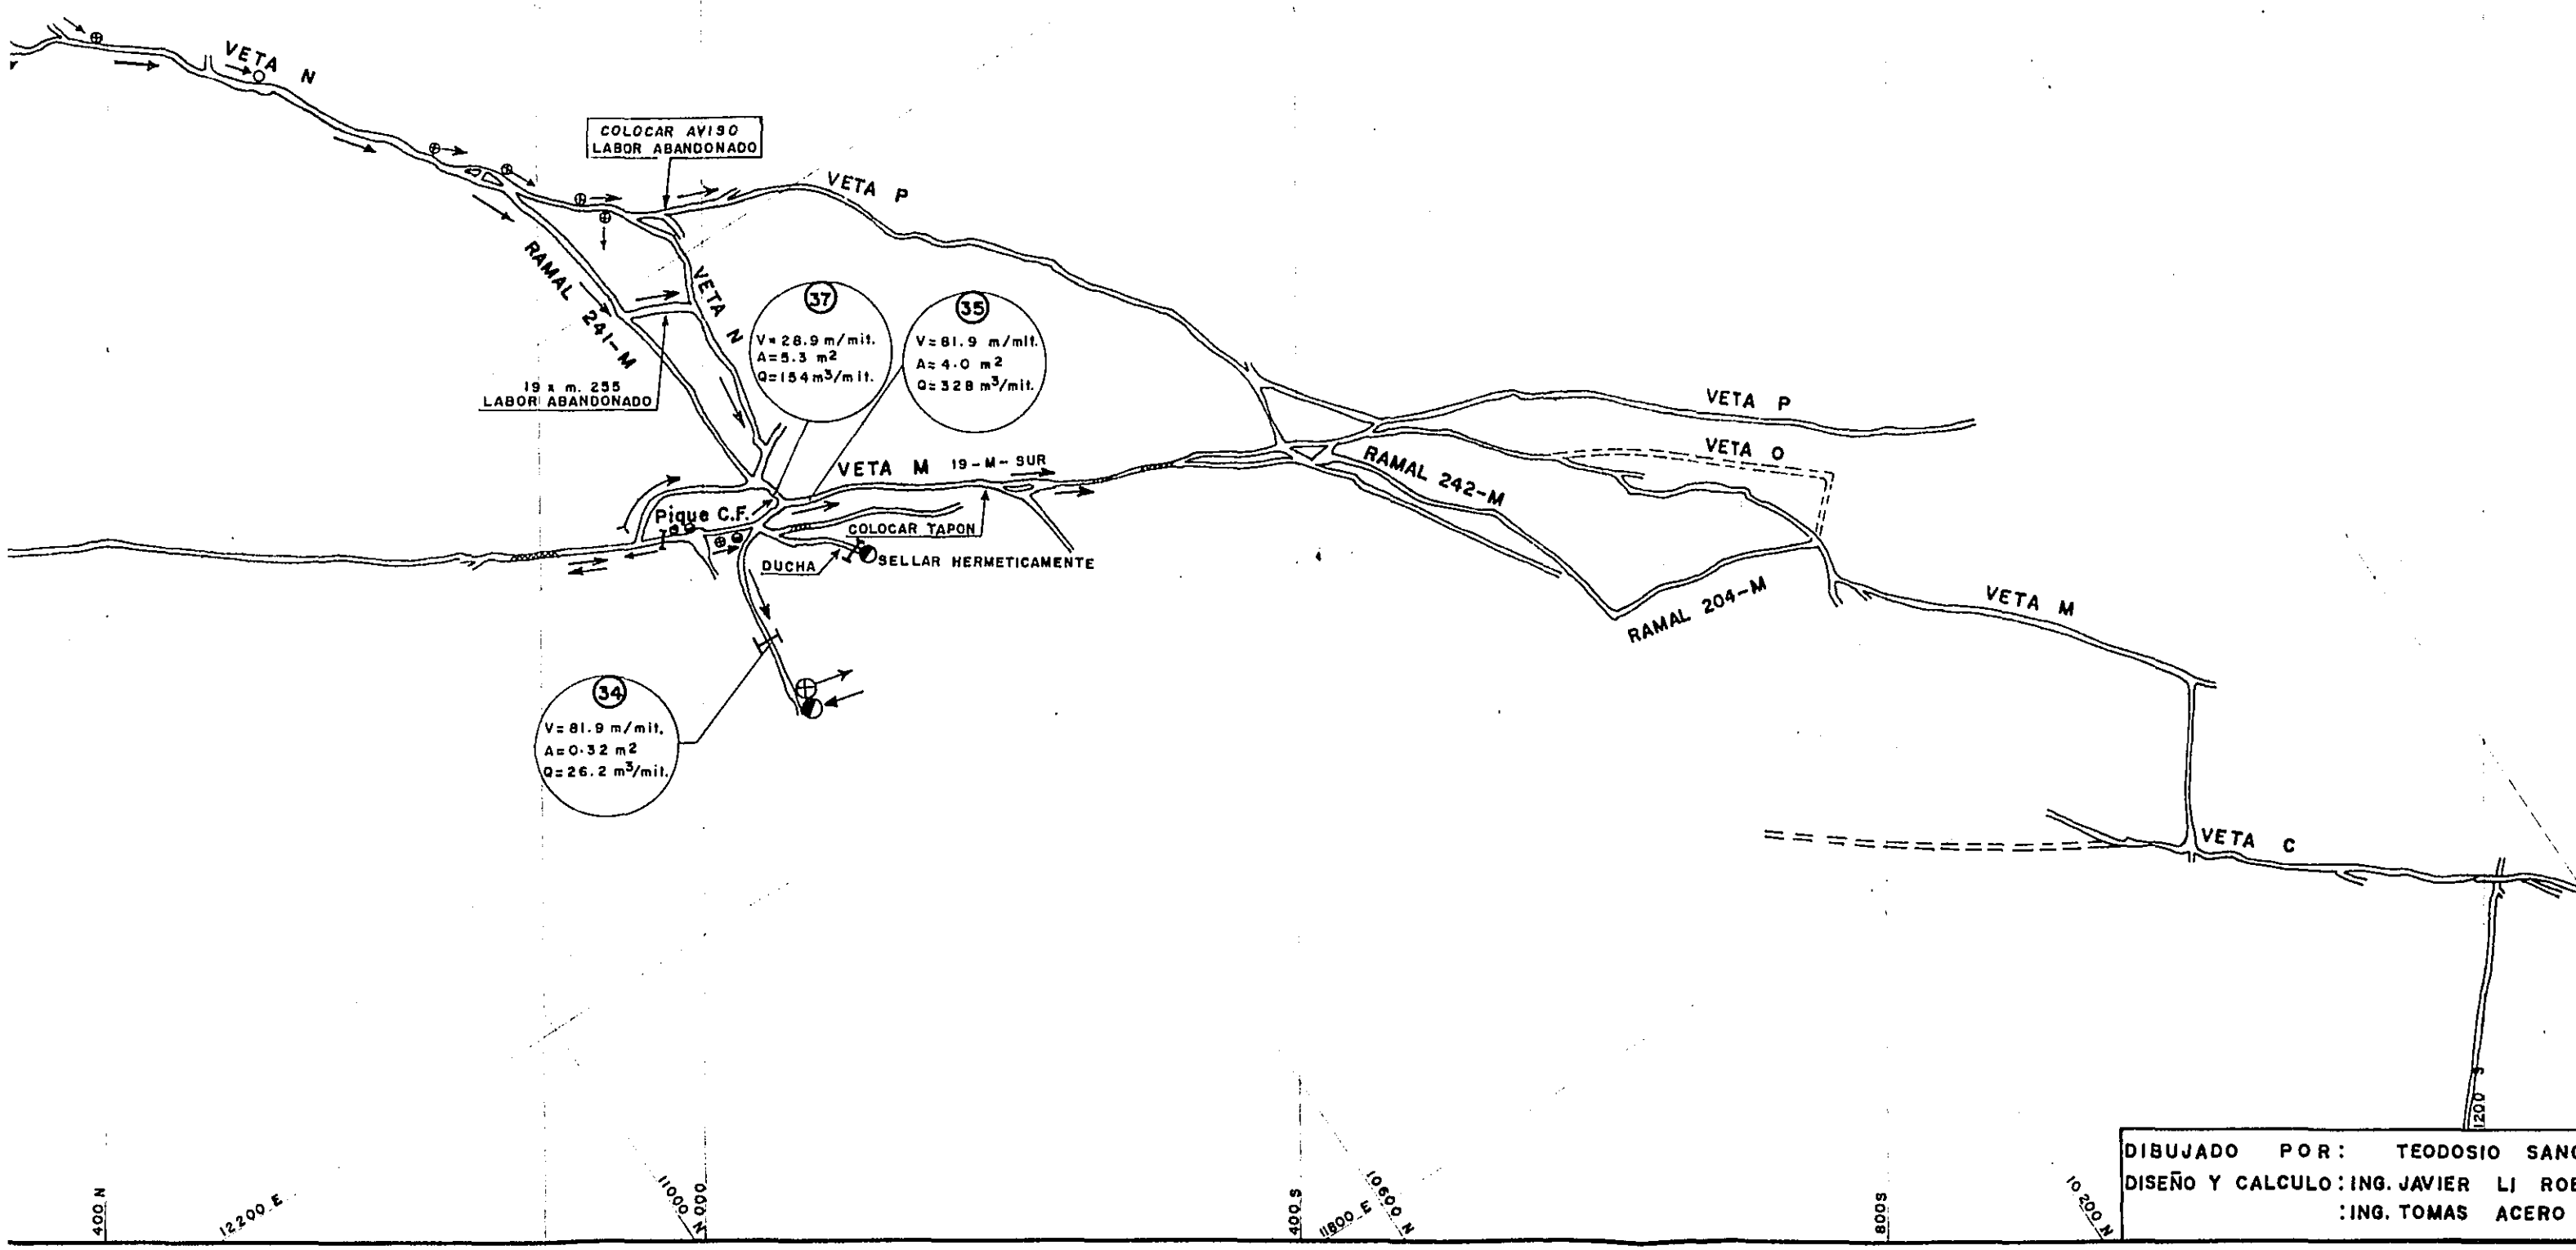 VETA N
COLOCAR AVISO
LABOR ABANDONADO
VETA P
RAMAL 241-M
VETA N
37
V=28.9 m/mit.
A=5.3 m2
Q=154 m3/mit.
35
V=81.9 m/mit.
A=4.0 m2
Q=328 m3/mit.
19 x m. 255
LABOR ABANDONADO
VETA P
VETA O
VETA M 19-M-SUR
RAMAL 242-M
Pique C.F.
COLOCAR TAPON
DUCHA
SELLAR HERMETICAMENTE
RAMAL 204-M
VETA M
34
V=81.9 m/mit.
A=0.32 m2
Q=26.2 m3/mit.
VETA C
1200 S
DIBUJADO POR: TEODOSIO
DISEÑO Y CALCULO: ING. JAVIER LI
: ING. TOMAS ACERO
400 N
12200 E
11000 N
000
400 S
11800 E
10600 N
800 S
10 200 N